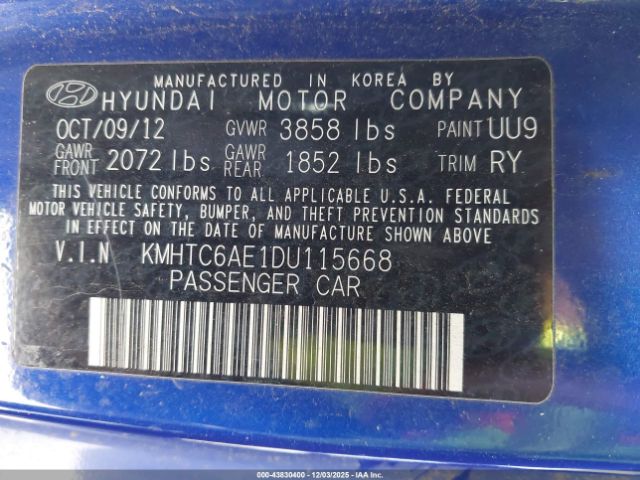 MANUFACTURED IN KOREA BY
HYUNDAI MOTOR COMPANY
OCT/09/12 GVWR 3858 lbs PAINT UU9
GAWR FRONT 2072 lbs GAWR REAR 1852 lbs TRIM RY
THIS VEHICLE CONFORMS TO ALL APPLICABLE U.S.A. FEDERAL
MOTOR VEHICLE SAFETY, BUMPER, AND THEFT PREVENTION STANDARDS
IN EFFECT ON THE DATE OF MANUFACTURE SHOWN ABOVE
V.I.N KMHTC6AE1DU115668
PASSENGER CAR
000-43830400 - 12/03/2025 - IAAI.COM